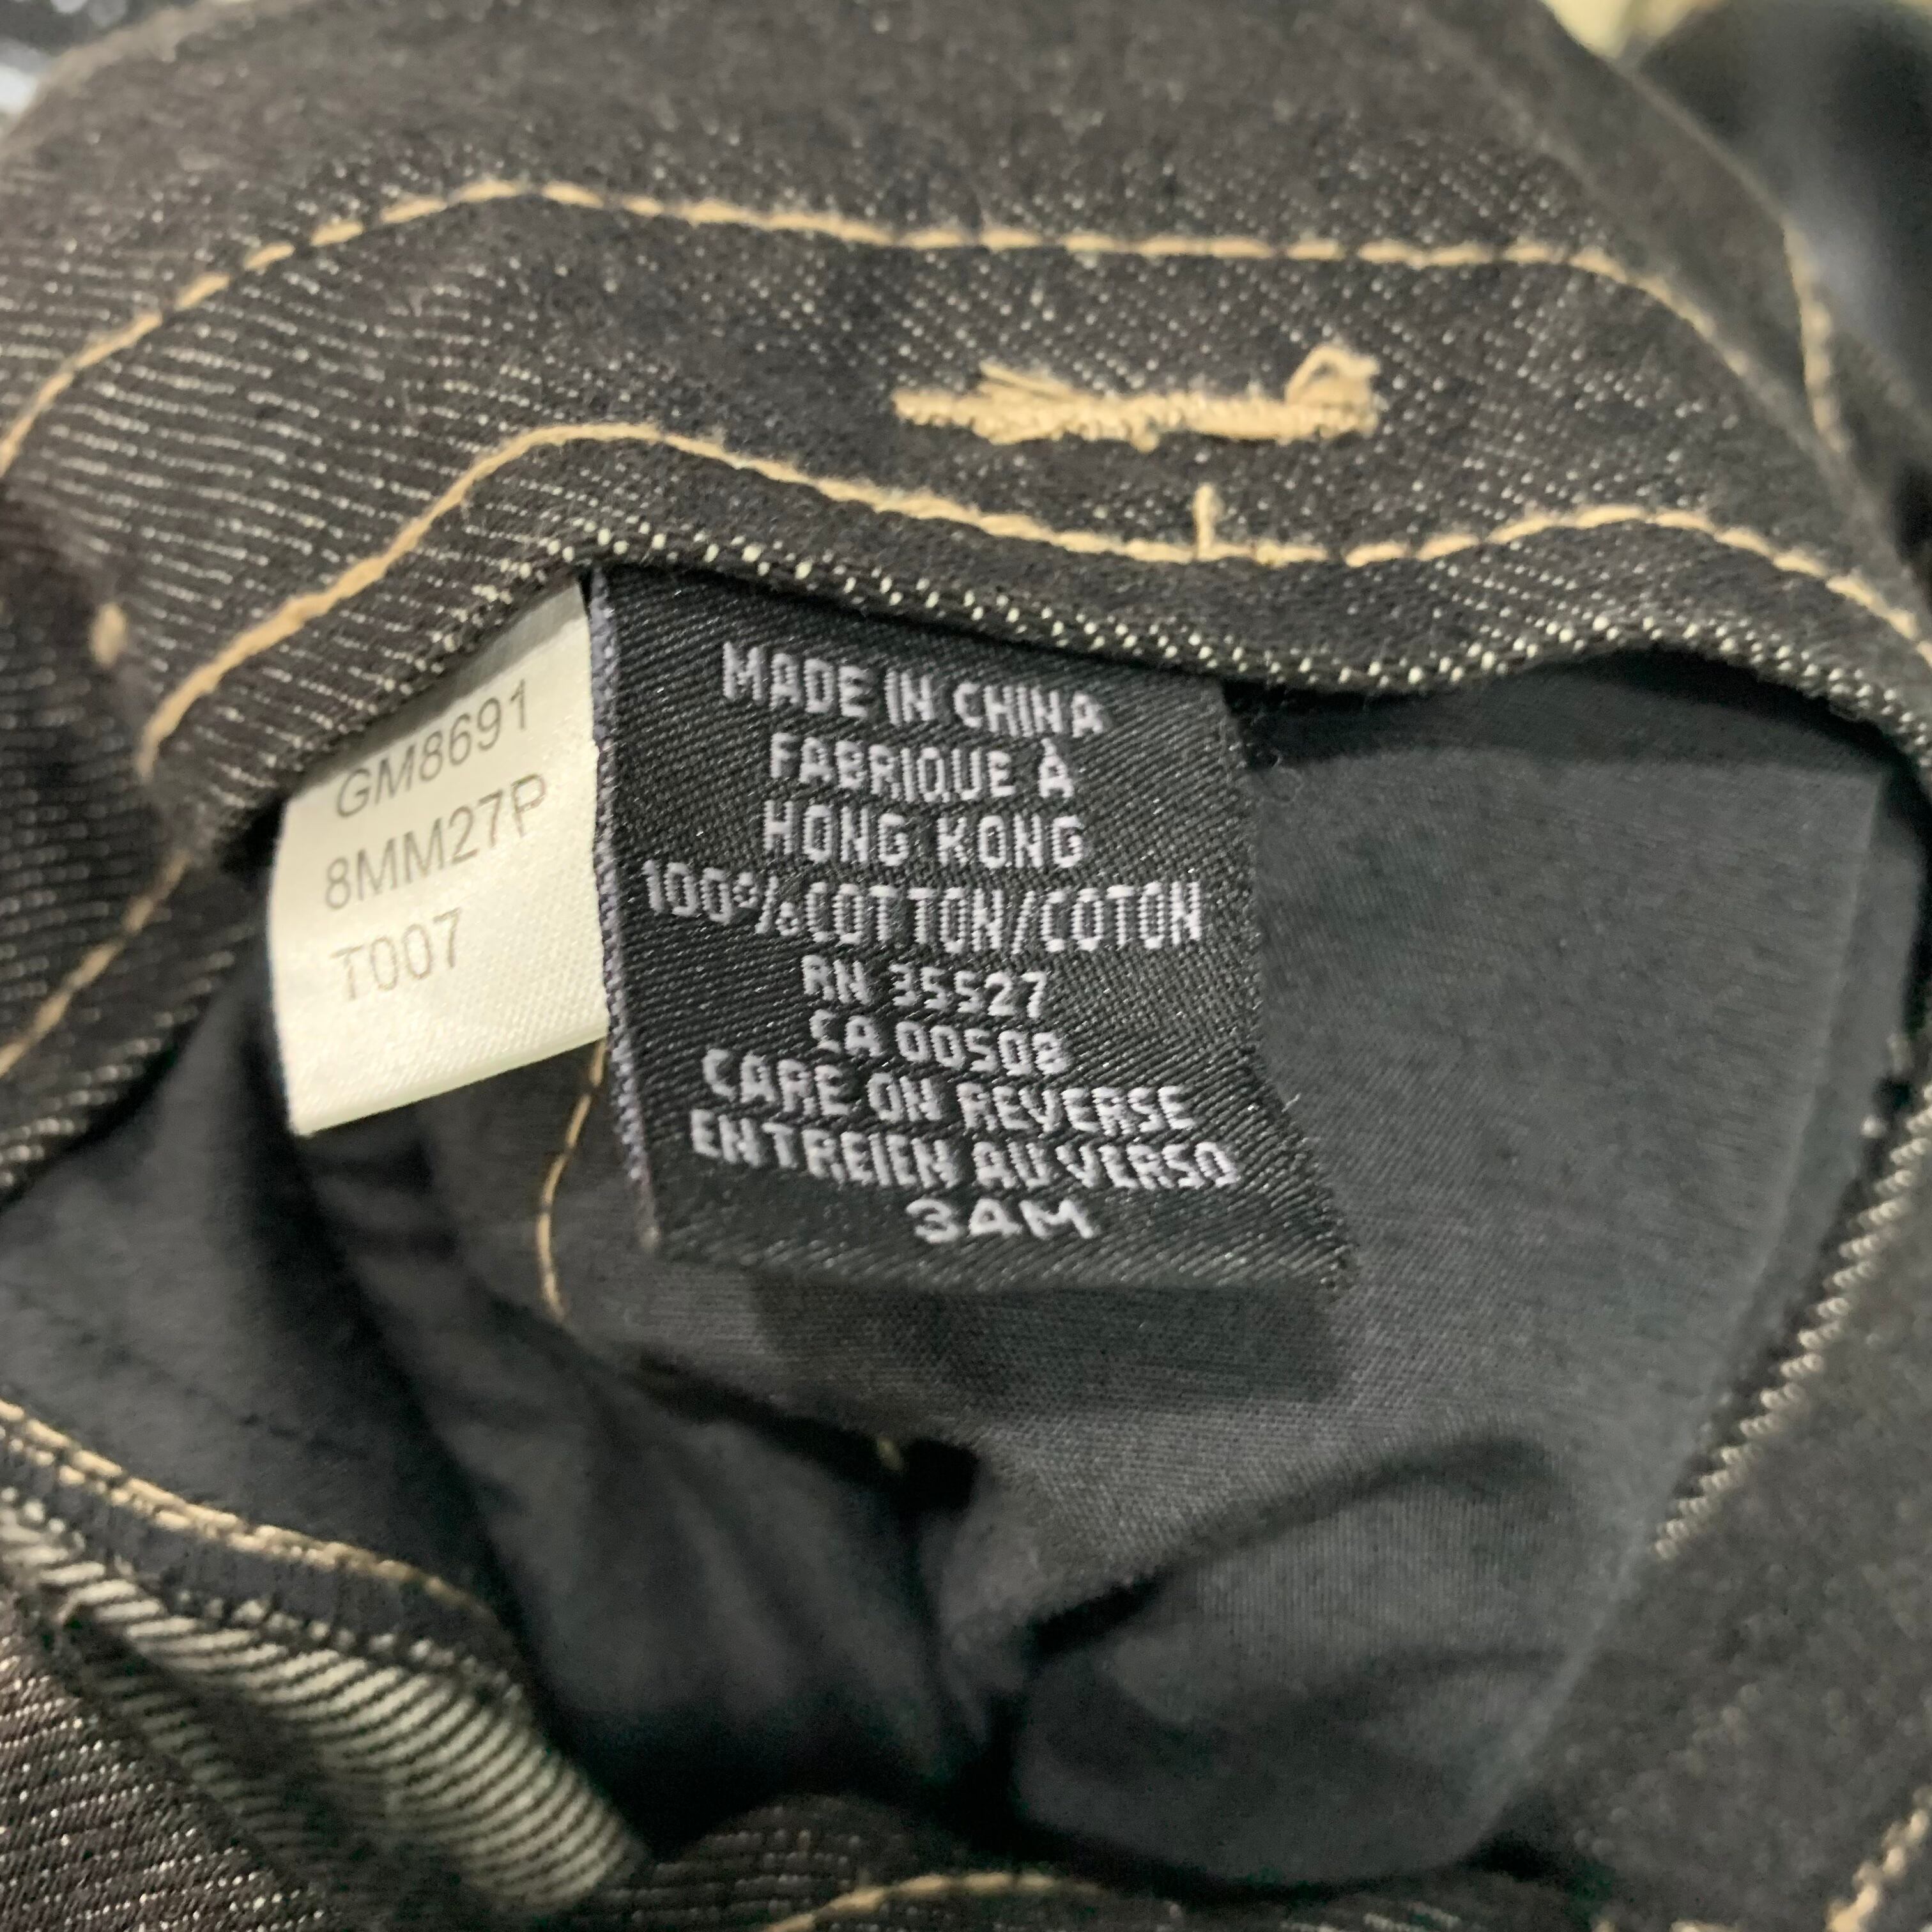 GM8691
8MM27P
T007
MADE IN CHINA
FABRIQUE À
HONG KONG
100% COTTON/COTON
RN 35527
CA 00508
CARE ON REVERSE
ENTREIEN AU VERSO
34M